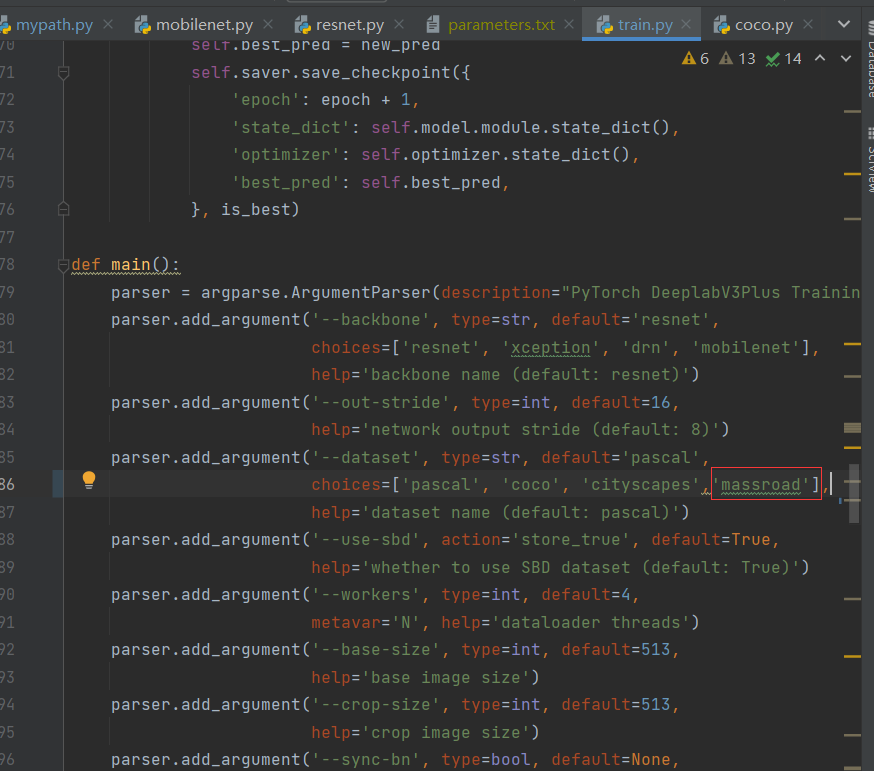 mypath.py mobilenet.py resnet.py parameters.txt train.py coco.py
70 self.best_pred = new_pred 6 13 14
71 self.saver.save_checkpoint({
72 'epoch': epoch + 1,
73 'state_dict': self.model.module.state_dict(),
74 'optimizer': self.optimizer.state_dict(),
75 'best_pred': self.best_pred,
76 }, is_best)
77
78 def main():
79 parser = argparse.ArgumentParser(description="PyTorch DeeplabV3Plus Trainin
80 parser.add_argument('--backbone', type=str, default='resnet',
81 choices=['resnet', 'xception', 'drn', 'mobilenet'],
82 help='backbone name (default: resnet)')
83 parser.add_argument('--out-stride', type=int, default=16,
84 help='network output stride (default: 8)')
85 parser.add_argument('--dataset', type=str, default='pascal',
86 choices=['pascal', 'coco', 'cityscapes','massroad'],
87 help='dataset name (default: pascal)')
88 parser.add_argument('--use-sbd', action='store_true', default=True,
89 help='whether to use SBD dataset (default: True)')
90 parser.add_argument('--workers', type=int, default=4,
91 metavar='N', help='dataloader threads')
92 parser.add_argument('--base-size', type=int, default=513,
93 help='base image size')
94 parser.add_argument('--crop-size', type=int, default=513,
95 help='crop image size')
96 parser.add_argument('--sync-bn', type=bool, default=None,
Database
SciView